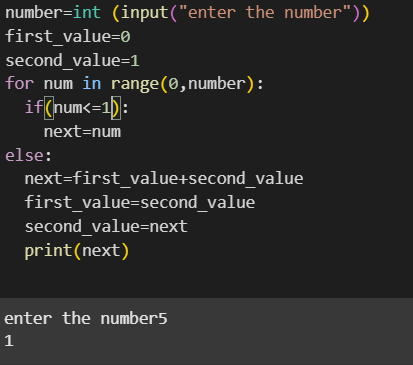 number=int (input("enter the number"))
first_value=0
second_value=1
for num in range(0,number):
  if(num<=1):
    next=num
else:
  next=first_value+second_value
  first_value=second_value
  second_value=next
  print(next)
enter the number5
1